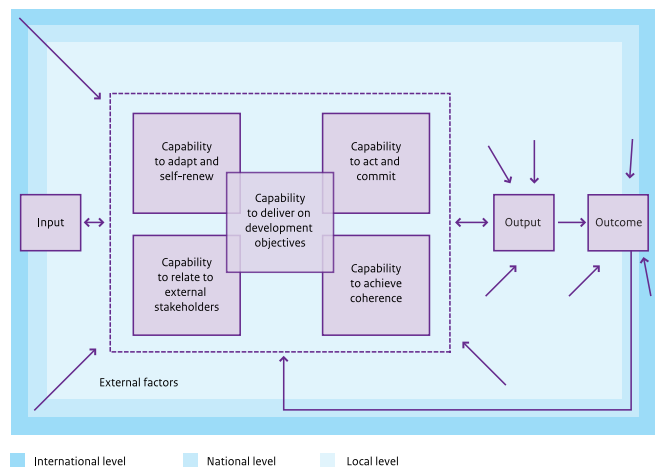 Capability
to adapt and
self-renew
Capability
to act and
commit
Capability
to deliver on
development
objectives
Input
Output
Outcome
Capability
to relate to
external
stakeholders
Capability
to achieve
coherence
External factors
International level
National level
Local level